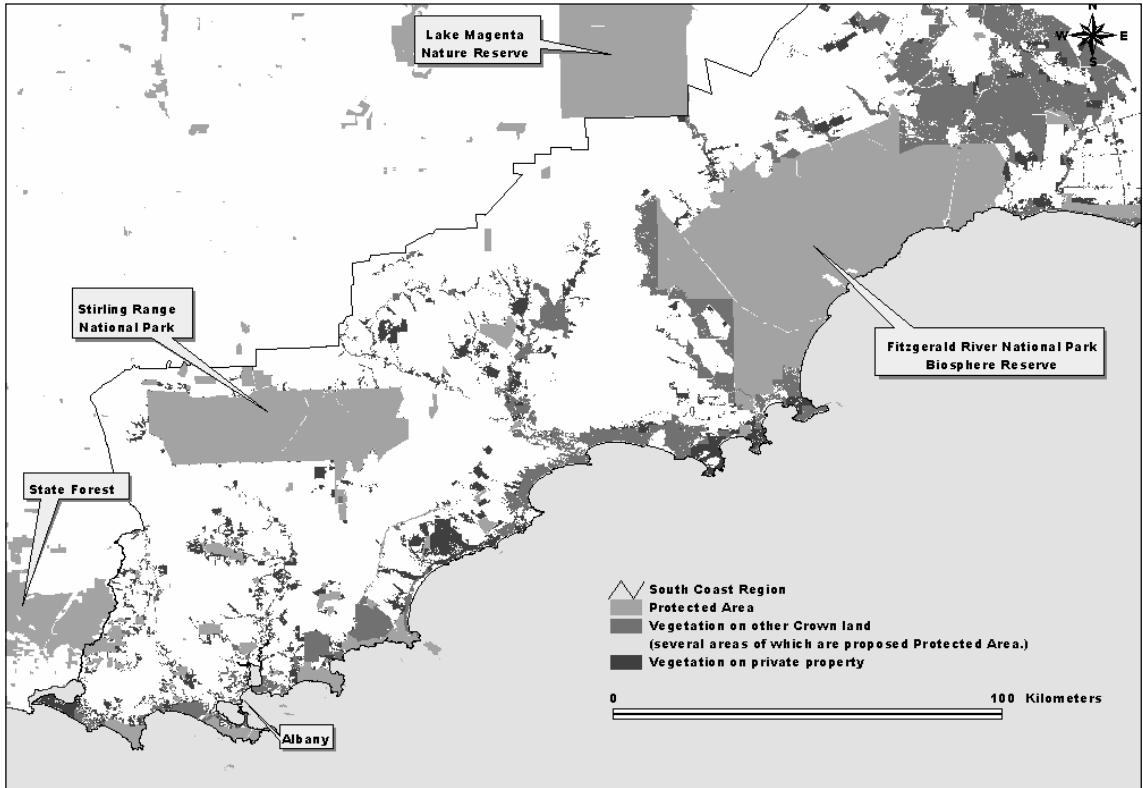 Lake Magenta
Nature Reserve
N
W E
S
Stirling Range
National Park
Fitzgerald River National Park
Biosphere Reserve
State Forest
South Coast Region
Protected Area
Vegetation on other Crown land
(several areas of which are proposed Protected Area.)
Vegetation on private property
0 100 Kilometers
Albany